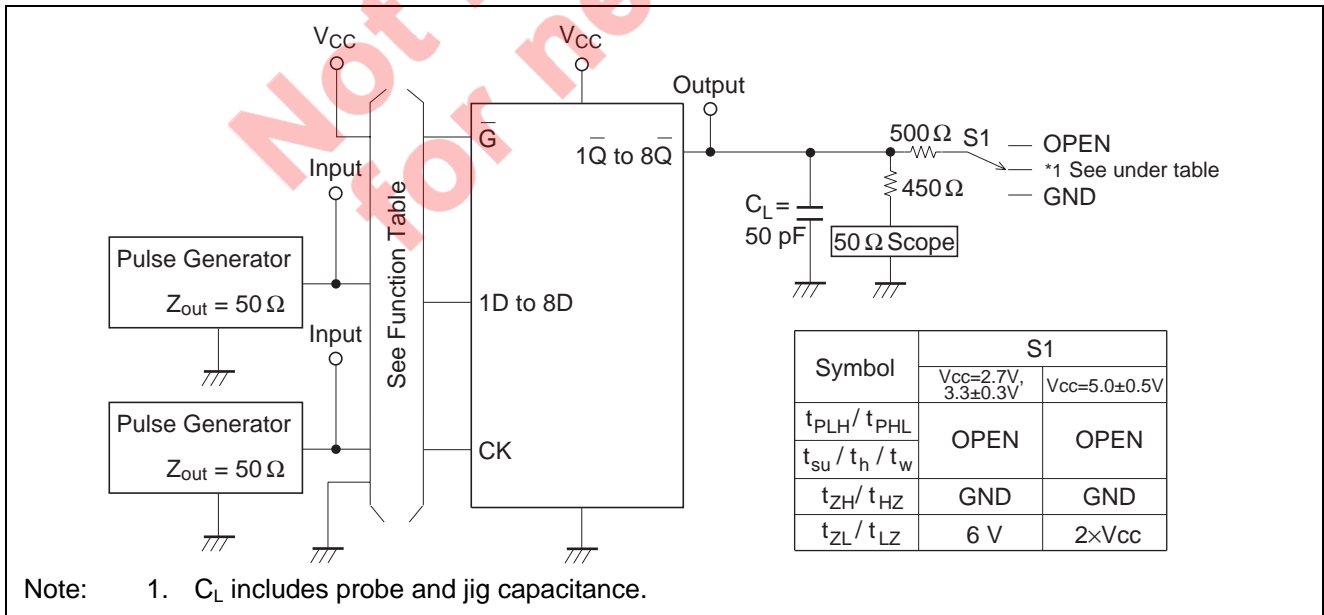 Not
for ne
VCC
VCC
Output
G̅
1Q̅ to 8Q̅
500 Ω
S1
OPEN
*1 See under table
GND
450 Ω
CL = 
50 pF
50 Ω Scope
Input
See Function Table
Pulse Generator
Zout = 50 Ω
1D to 8D
Input
Pulse Generator
Zout = 50 Ω
CK
Symbol
S1
Vcc=2.7V, 3.3±0.3V
Vcc=5.0±0.5V
tPLH / tPHL
OPEN
OPEN
tsu / th / tw
tZH / tHZ
GND
GND
tZL / tLZ
6 V
2×Vcc
Note: 1. CL includes probe and jig capacitance.